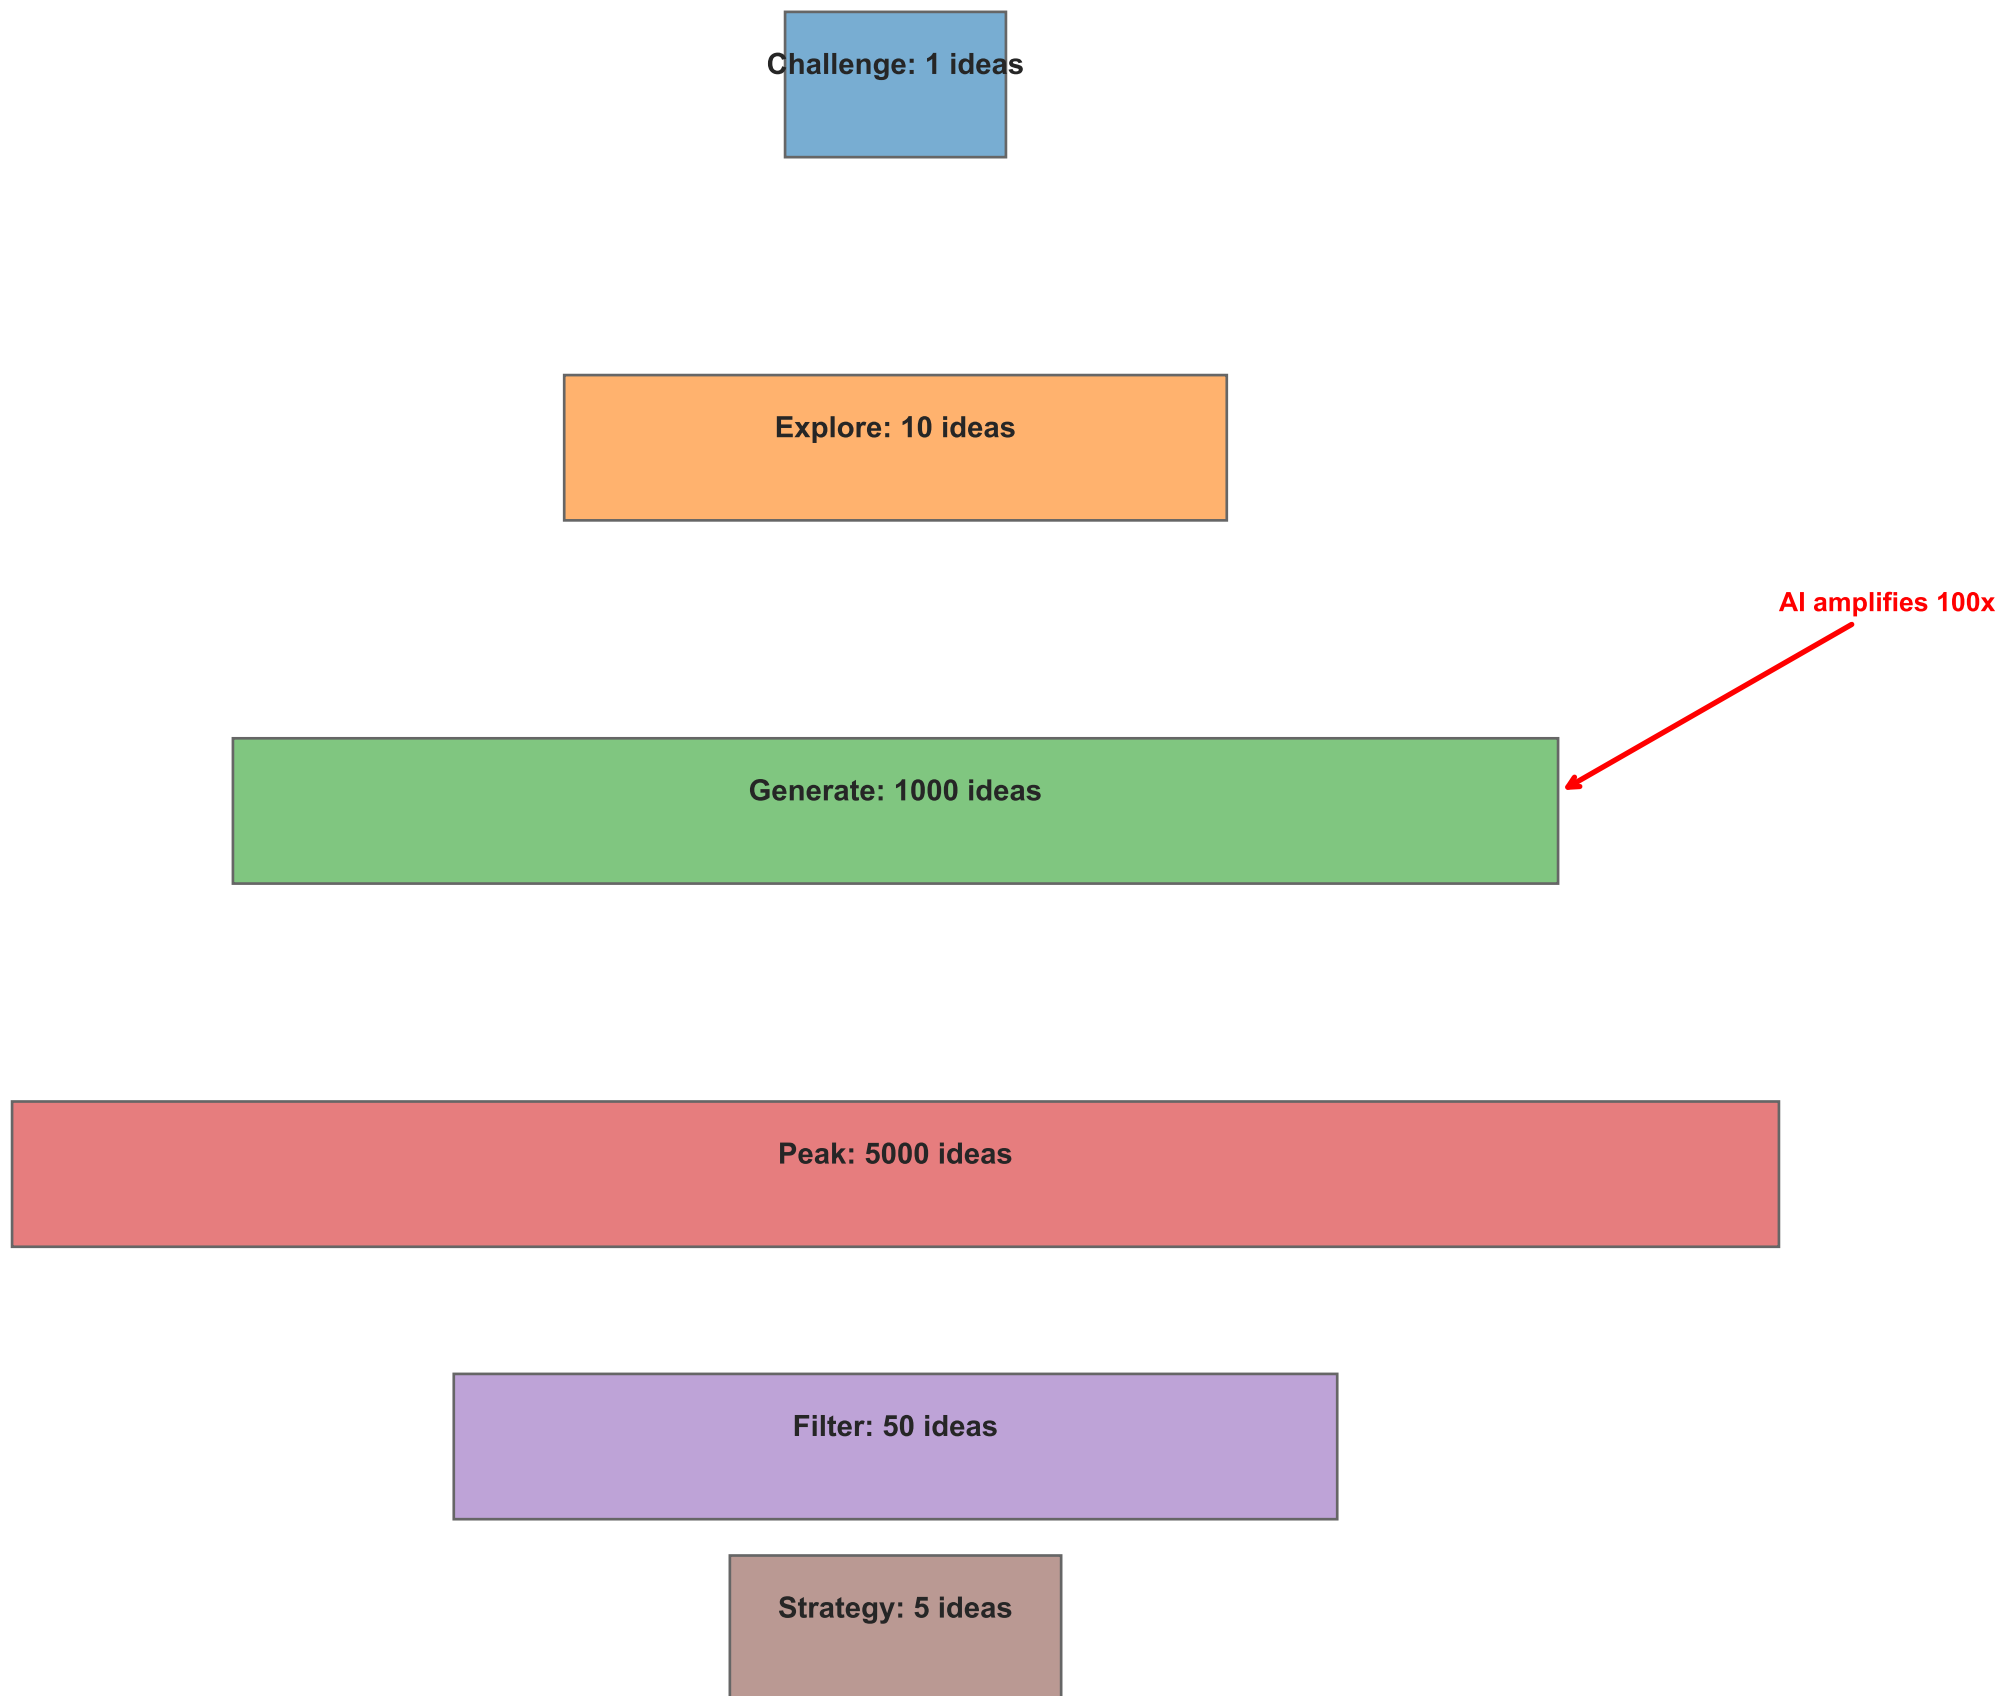 Challenge: 1 ideas
Explore: 10 ideas
AI amplifies 100x
Generate: 1000 ideas
Peak: 5000 ideas
Filter: 50 ideas
Strategy: 5 ideas